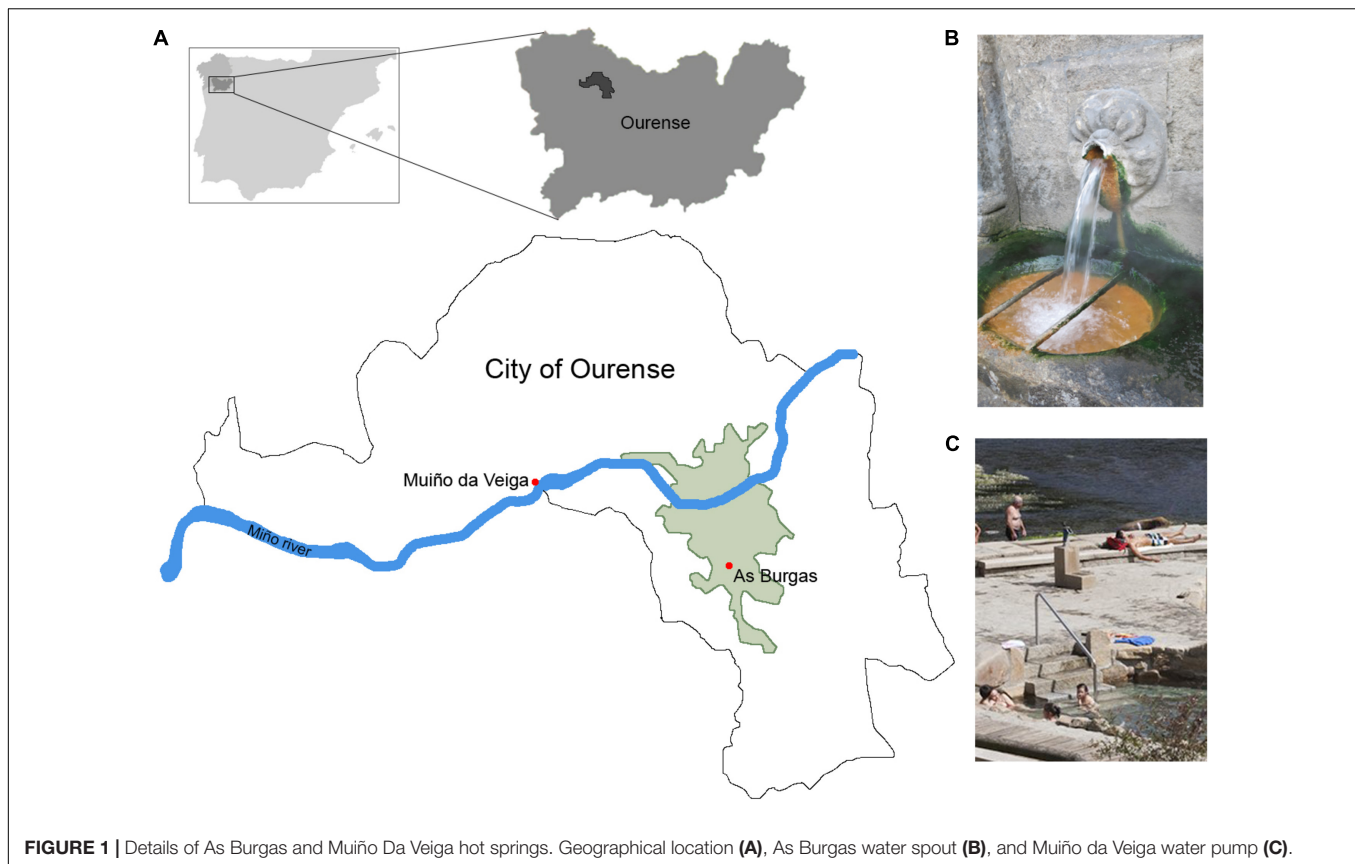 A
B
Ourense
City of Ourense
Muiño da Veiga
Miño river
As Burgas
C
FIGURE 1 | Details of As Burgas and Muiño Da Veiga hot springs. Geographical location (A), As Burgas water spout (B), and Muiño da Veiga water pump (C).